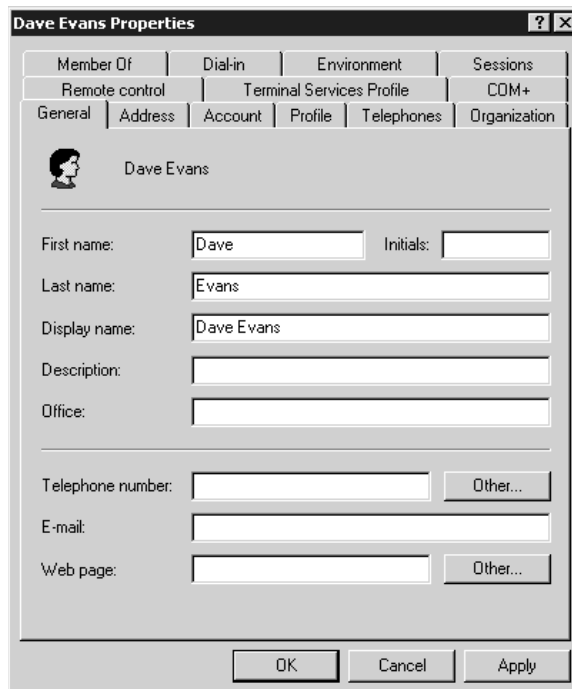 Dave Evans Properties
Member Of Dial-in Environment Sessions
Remote control Terminal Services Profile COM+
General Address Account Profile Telephones Organization
Dave Evans
First name: Dave Initials:
Last name: Evans
Display name: Dave Evans
Description:
Office:
Telephone number: Other...
E-mail:
Web page: Other...
OK Cancel Apply